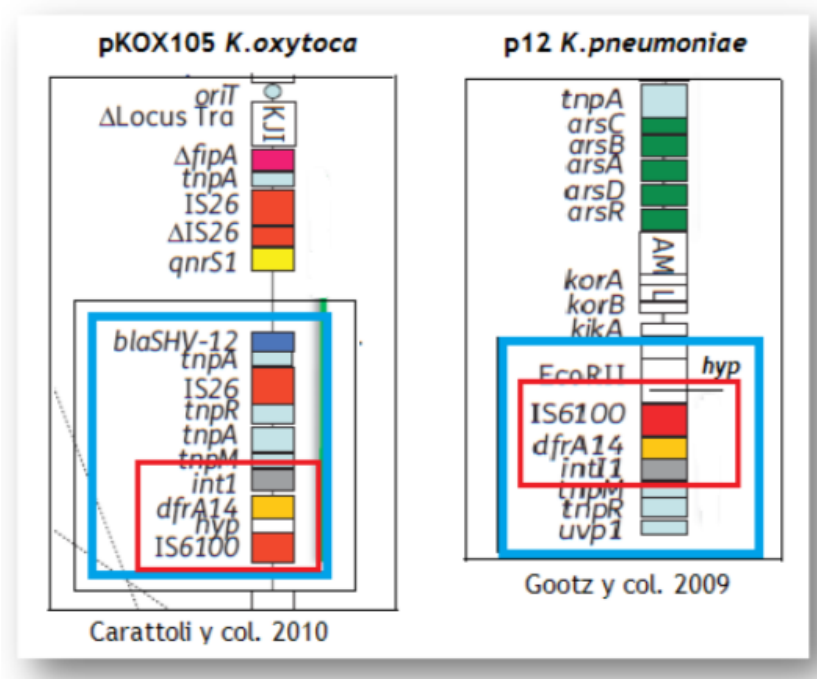 pKOX105 K.oxytoca
oriT
ΔLocus Tra
KJI
ΔfipA
tnpA
IS26
ΔIS26
qnrS1
blaSHV-12
tnpA
IS26
tnpR
tnpA
tnpM
int1
dfrA14
hyp
IS6100
Carattoli y col. 2010
p12 K.pneumoniae
tnpA
arsC
arsB
arsA
arsD
arsR
AM L
korA
korB
kikA
EcoRII
hyp
IS6100
dfrA14
intI1
tnpM
tnpR
uvp1
Gootz y col. 2009